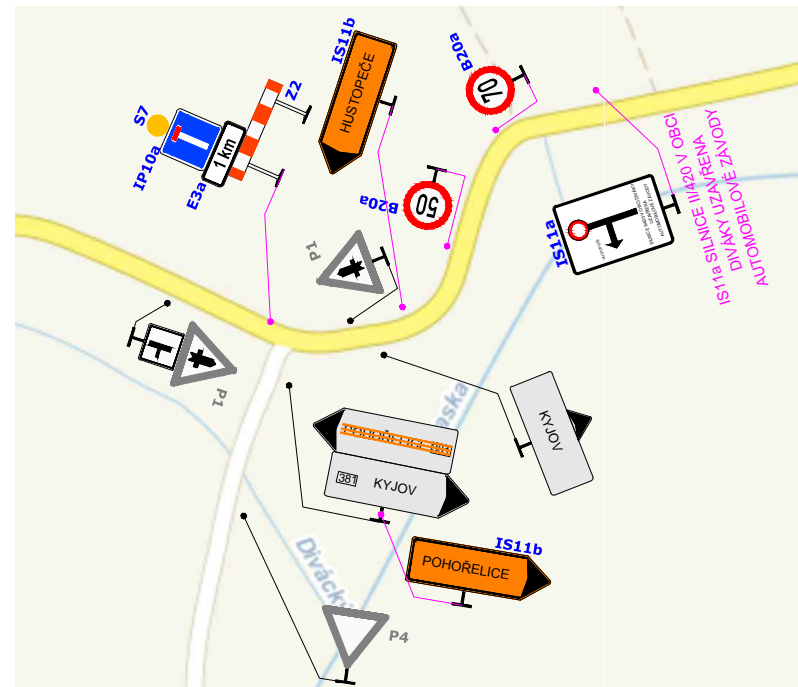 IS11b
HUSTOPEČE
B20a
70
Z2
S7
IP10a
E3a
1 km
B20a
50
P1
IS11a
IS11a SILNICE II/420 V OBCI
DIVÁKY UZAVŘENA
AUTOMOBILOVÉ ZÁVODY
P1
POHOŘELICE 381
381 KYJOV
KYJOV
IS11b
POHOŘELICE
P4